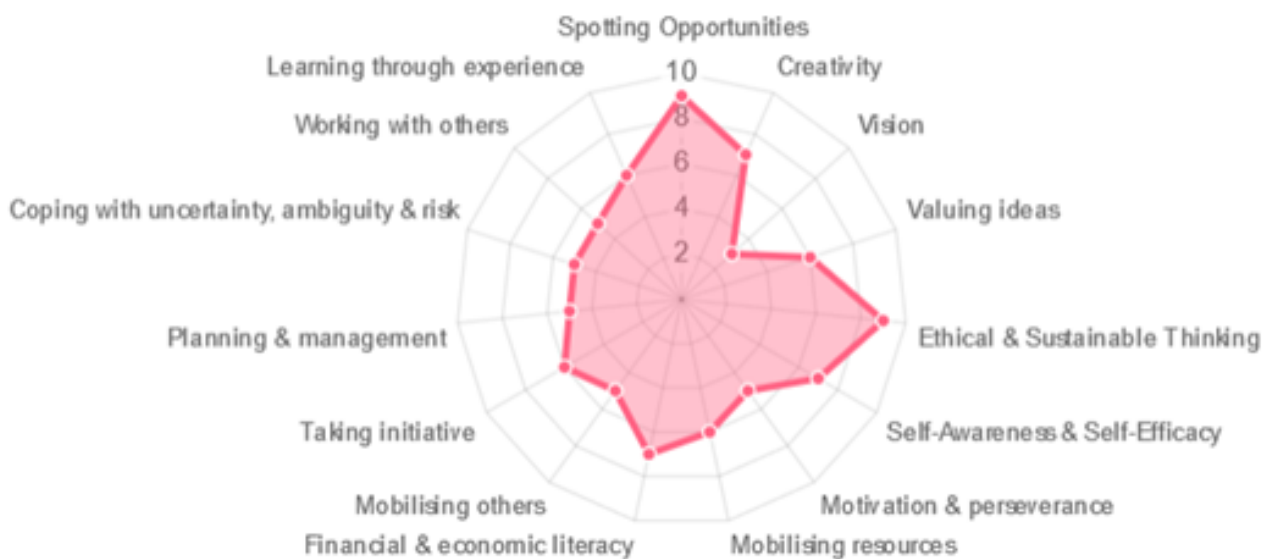 Spotting Opportunities
Learning through experience
Creativity
10
Working with others
Vision
8
6
Coping with uncertainty, ambiguity & risk
Valuing ideas
4
2
Planning & management
Ethical & Sustainable Thinking
Taking initiative
Self-Awareness & Self-Efficacy
Mobilising others
Motivation & perseverance
Financial & economic literacy
Mobilising resources